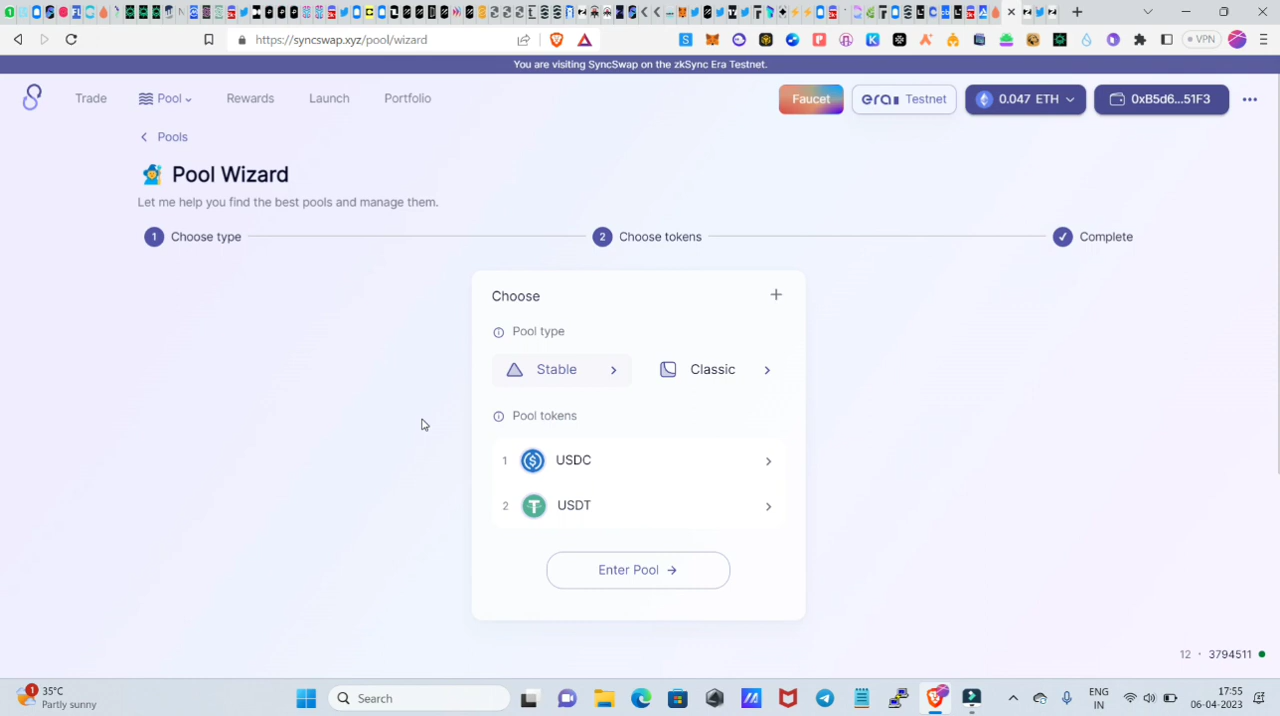 https://syncswap.xyz/pool/wizard
VPN
You are visiting SyncSwap on the zkSync Era Testnet.
Trade
Pool
Rewards
Launch
Portfolio
Faucet
era Testnet
0.047 ETH
0xB5d6...51F3
Pools
Pool Wizard
Let me help you find the best pools and manage them.
1 Choose type
2 Choose tokens
Complete
Choose
Pool type
Stable
Classic
Pool tokens
1 USDC
2 USDT
Enter Pool
12 · 3794511
1
35°C
Partly sunny
Search
ENG
IN
17:55
06-04-2023